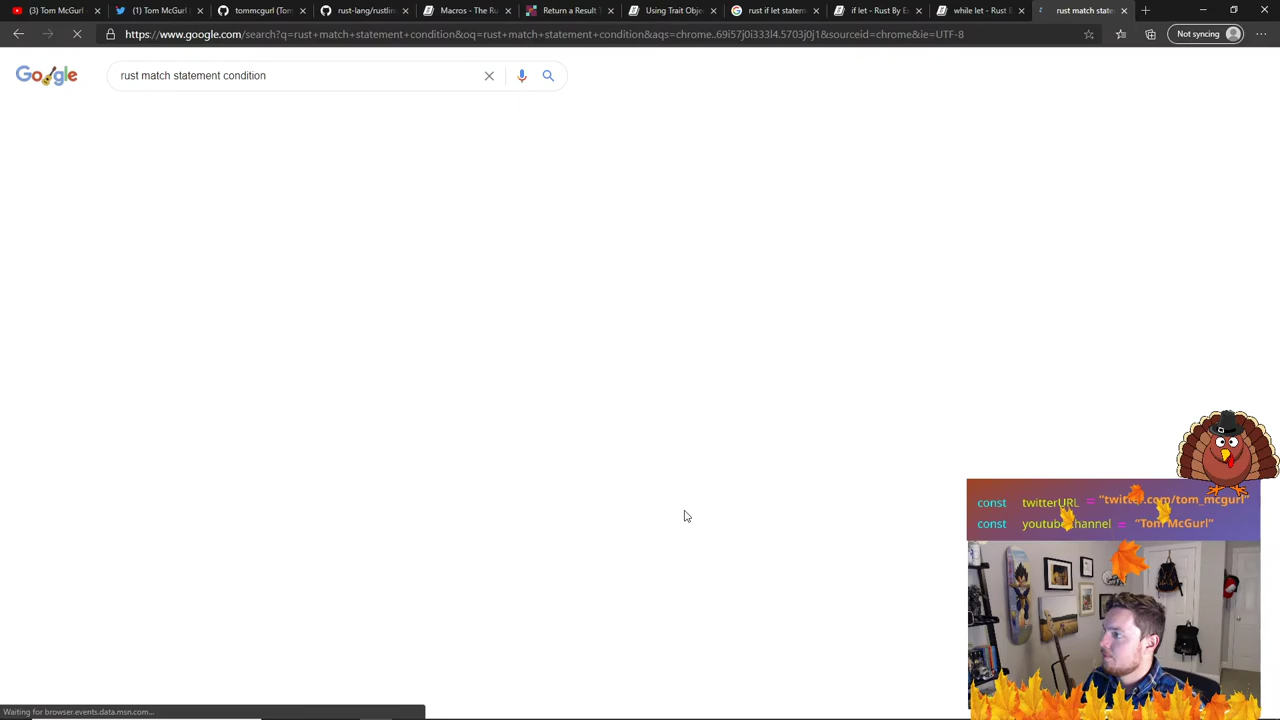 (3) Tom McGurl
(1) Tom McGurl
tommcgurl (Tom
rust-lang/rustlin
Macros - The Ru
Return a Result
Using Trait Obje
rust if let statem
if let - Rust By Ex
while let - Rust B
rust match state
https://www.google.com/search?q=rust+match+statement+condition&oq=rust+match+statement+condition&aqs=chrome..69i57j0i333l4.5703j0j1&sourceid=chrome&ie=UTF-8
Not syncing
Google
rust match statement condition
const twitterURL = "twitter.com/tom_mcgurl"
const youtubeChannel = "Tom McGurl"
Waiting for browser.events.data.msn.com...